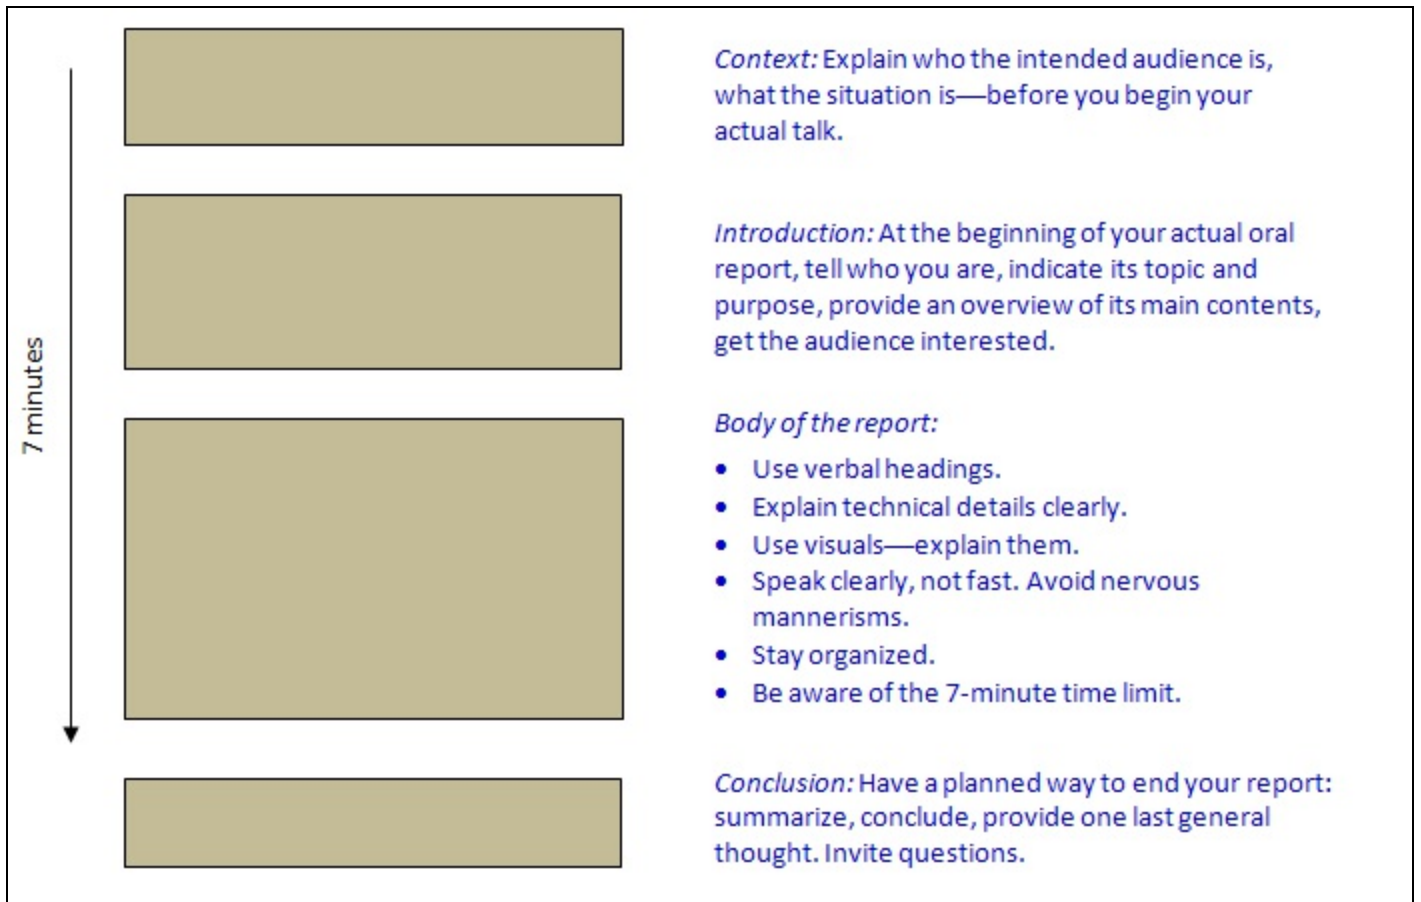 Context: Explain who the intended audience is,
what the situation is—before you begin your
actual talk.
Introduction: At the beginning of your actual oral
report, tell who you are, indicate its topic and
purpose, provide an overview of its main contents,
get the audience interested.
7 minutes
Body of the report:
• Use verbal headings.
• Explain technical details clearly.
• Use visuals—explain them.
• Speak clearly, not fast. Avoid nervous
mannerisms.
• Stay organized.
• Be aware of the 7-minute time limit.
Conclusion: Have a planned way to end your report:
summarize, conclude, provide one last general
thought. Invite questions.